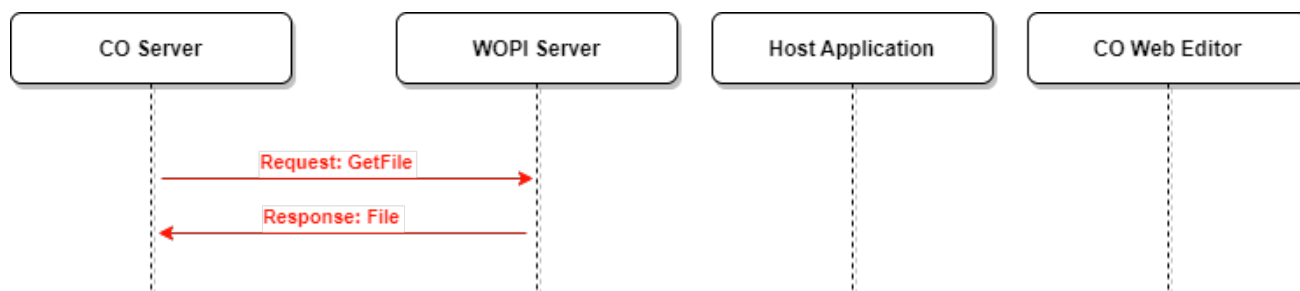 CO Server
WOPI Server
Host Application
CO Web Editor
Request: GetFile
Response: File